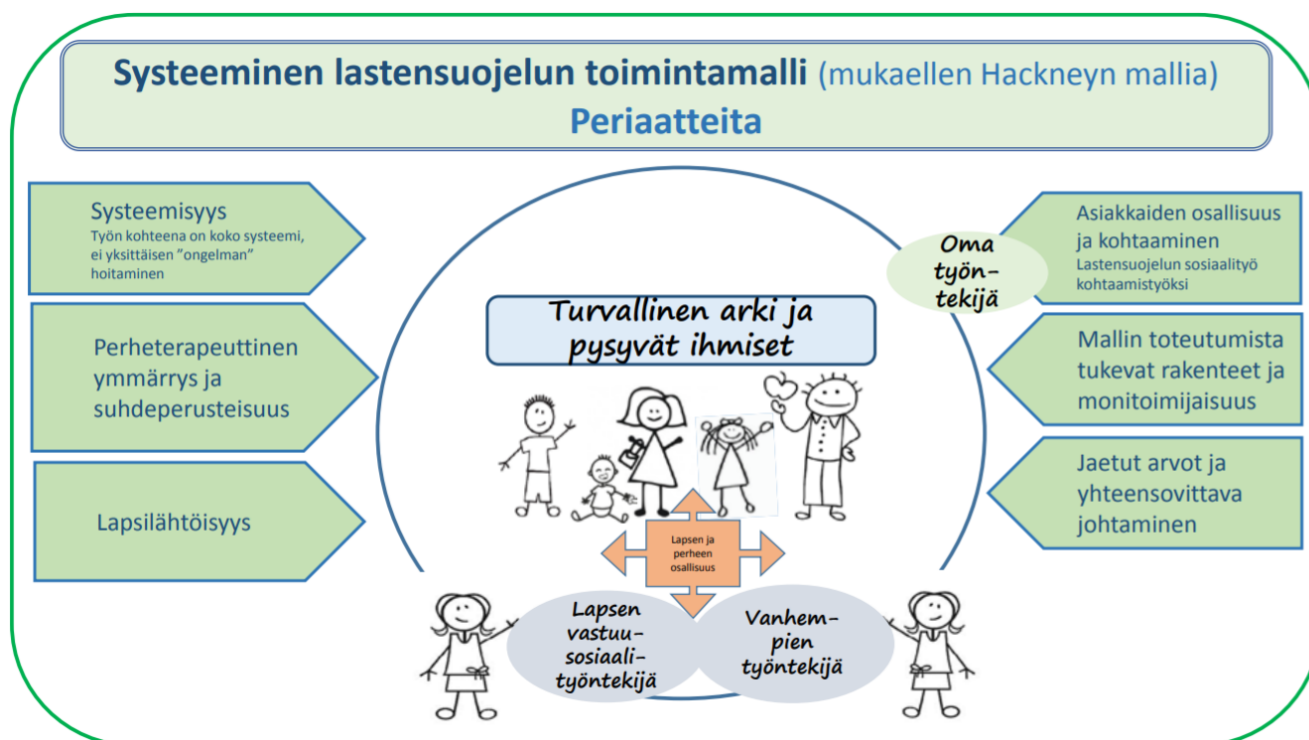 Systeeminen lastensuojelun toimintamalli (mukaellen Hackneyn mallia)
Periaatteita
Systeemisyys
Työn kohteena on koko systeemi,
ei yksittäisen ”ongelman”
hoitaminen
Perheterapeuttinen
ymmärrys ja
suhdeperusteisuus
Lapsilähtöisyys
Turvallinen arki ja
pysyvät ihmiset
Lapsen ja
perheen
osallisuus
Lapsen
vastuu-
sosiaali-
työntekijä
Vanhem-
pien
työntekijä
Oma
työn-
tekijä
Asiakkaiden osallisuus
ja kohtaaminen
Lastensuojelun sosiaalityö
kohtaamistyöksi
Mallin toteutumista
tukevat rakenteet ja
monitoimijaisuus
Jaetut arvot ja
yhteensovittava
johtaminen